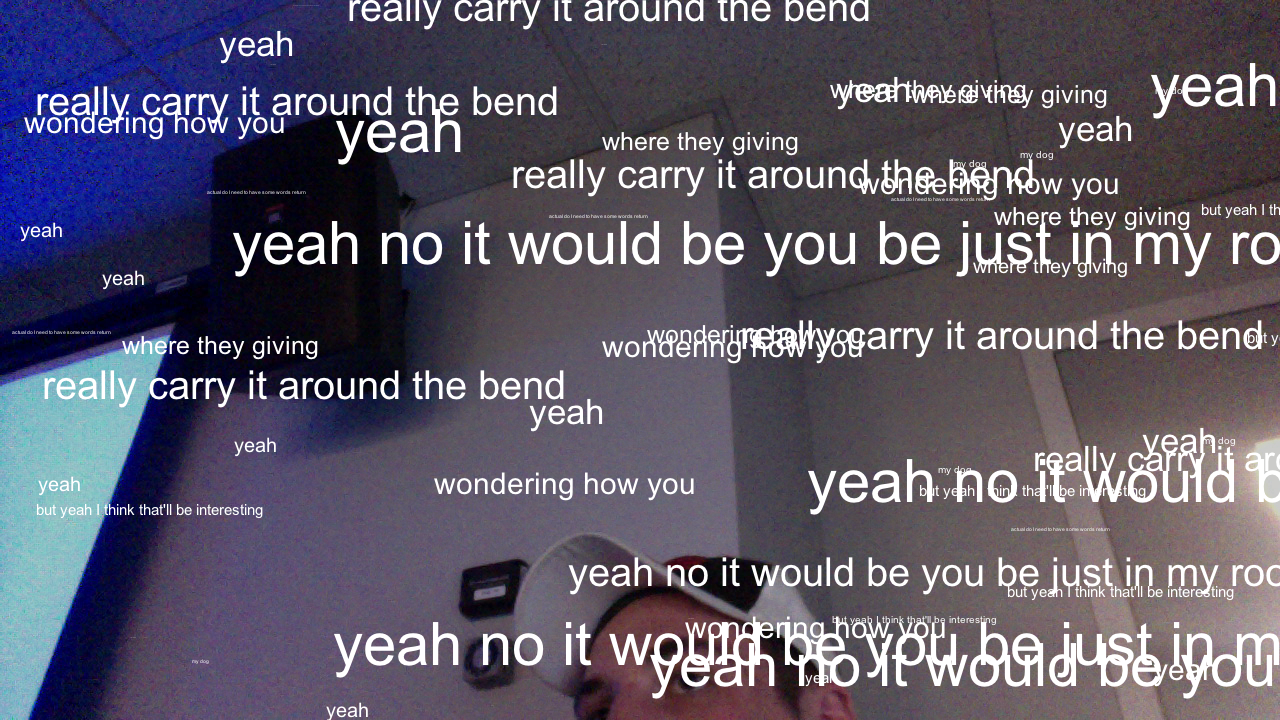 really carry it around the bend
yeah
yeah
where they giving
yeah
where they giving
my dog
really carry it around the bend
wondering how you
yeah
yeah
where they giving
my dog
my dog
really carry it around the bend
wondering how you
actual do I need to have some words return
actual do I need to have some words return
actual do I need to have some words return
where they giving
but yeah I th
yeah
yeah no it would be you be just in my ro
where they giving
yeah
actual do I need to have some words return
where they giving
wondering how you
wondering how you
really carry it around the bend
but y
really carry it around the bend
yeah
yeah
yeah
my dog
really carry it aro
my dog
yeah
wondering how you
yeah no it would b
but yeah I think that'll be interesting
but yeah I think that'll be interesting
actual do I need to have some words return
yeah no it would be you be just in my roo
but yeah I think that'll be interesting
but yeah I think that'll be interesting
wondering how you
yeah no it would be you be just in m
my dog
yeah no it would be you
yeah
yeah
yeah